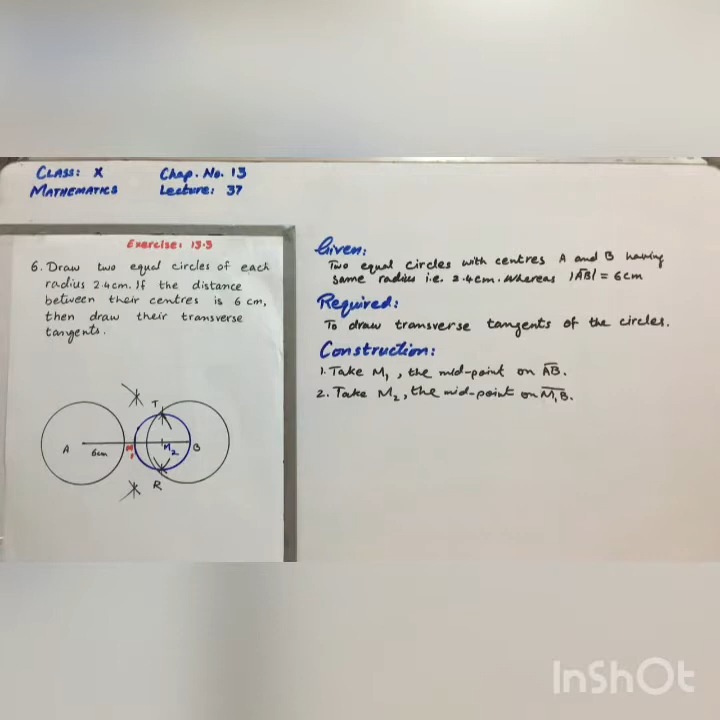 CLASS: X Chap. No. 13
MATHEMATICS Lecture: 37
Exercise: 13.3
6. Draw two equal circles of each
radius 2.4cm. If the distance
between their centres is 6 cm,
then draw their transverse
tangents.
T
A 6cm M1 M2 B
R
Given:
Two equal circles with centres A and B having
same radius i.e. 2.4cm. Whereas |AB| = 6cm
Required:
To draw transverse tangents of the circles.
Construction:
1. Take M1, the mid-point on AB.
2. Take M2, the mid-point on M1B.
InShOt